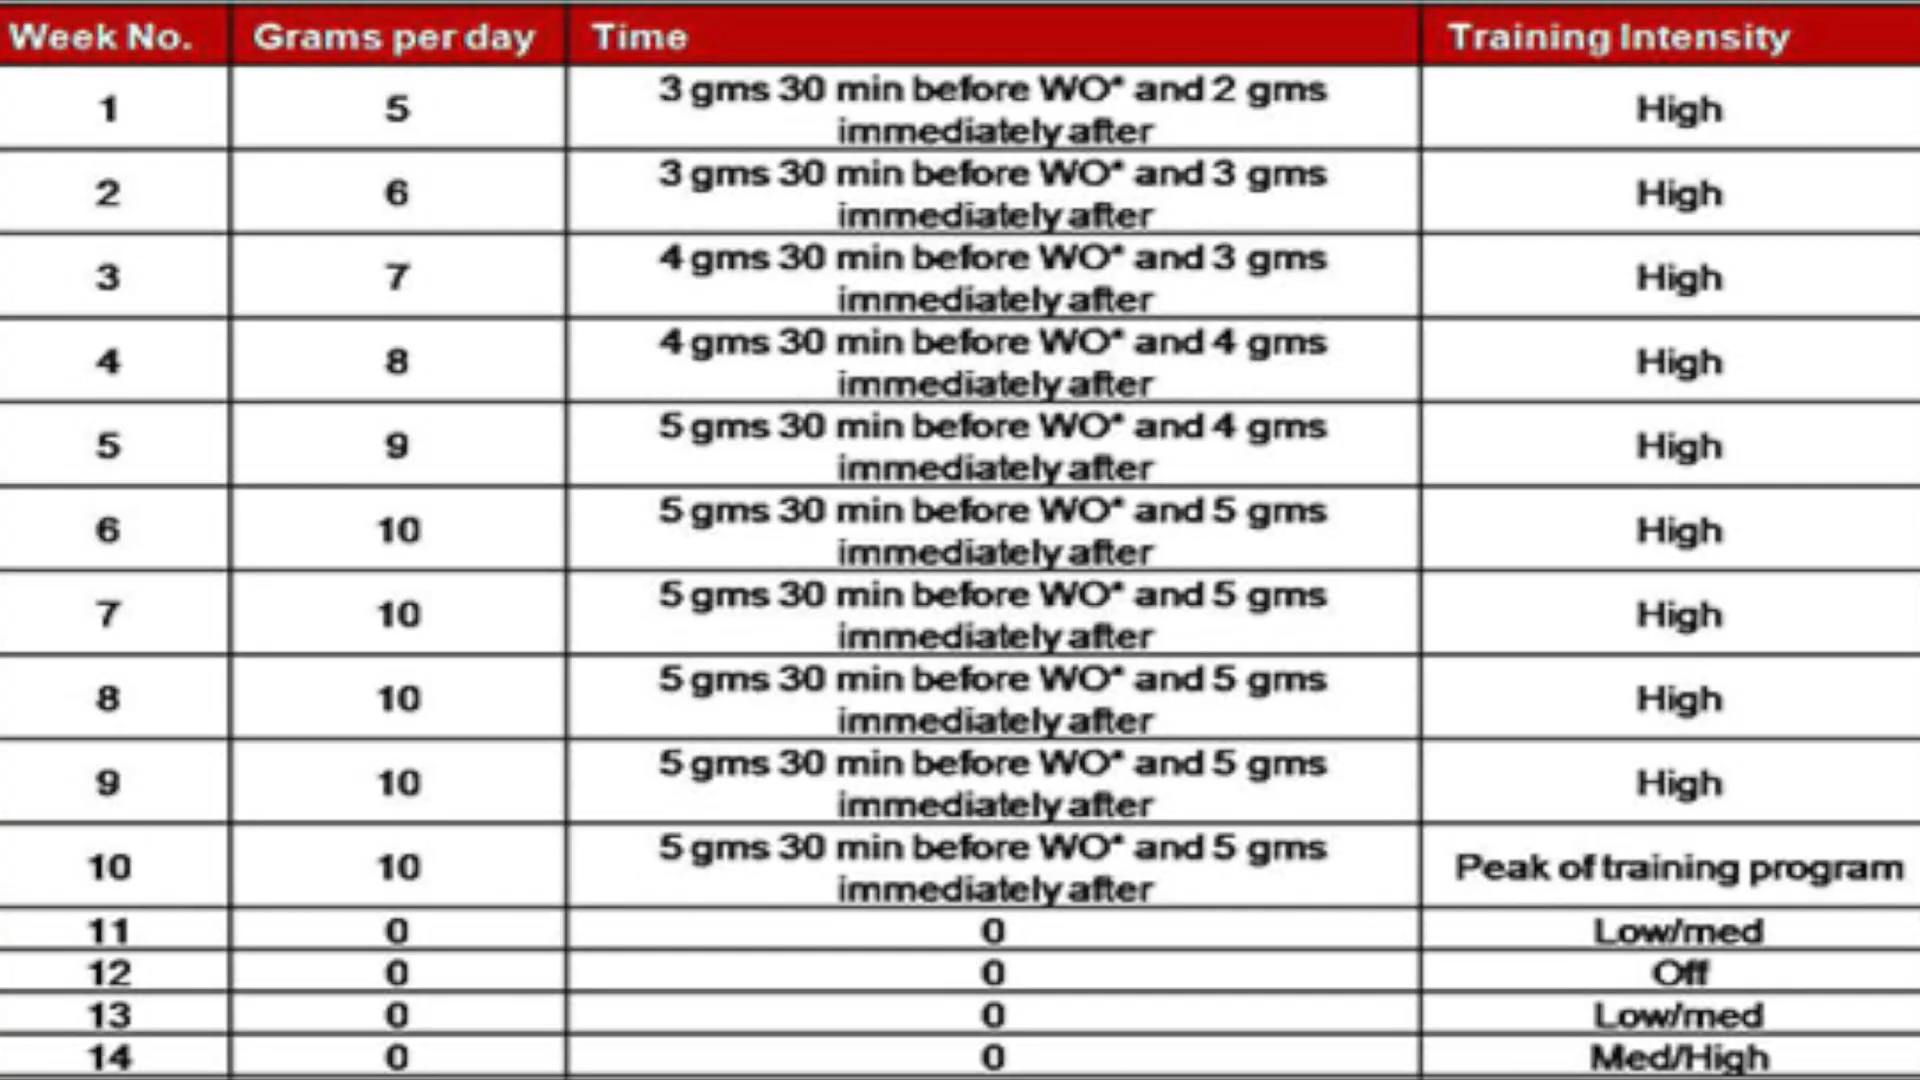 Week No. Grams per day Time Training Intensity
3 gms 30 min before WO* and 2 gms
1 5 High
immediately after
3 gms 30 min before WO* and 3 gms
2 6 High
immediately after
4 gms 30 min before WO* and 3 gms
3 7 High
immediately after
4 gms 30 min before WO* and 4 gms
4 8 High
immediately after
5 gms 30 min before WO* and 4 gms
5 9 High
immediately after
5 gms 30 min before WO* and 5 gms
6 10 High
immediately after
5 gms 30 min before WO* and 5 gms
7 10 High
immediately after
5 gms 30 min before WO* and 5 gms
8 10 High
immediately after
5 gms 30 min before WO* and 5 gms
9 10 High
immediately after
5 gms 30 min before WO* and 5 gms
10 10 Peak of training program
immediately after
11 0 0 Low/med
12 0 0 Off
13 0 0 Low/med
14 0 0 Med/High